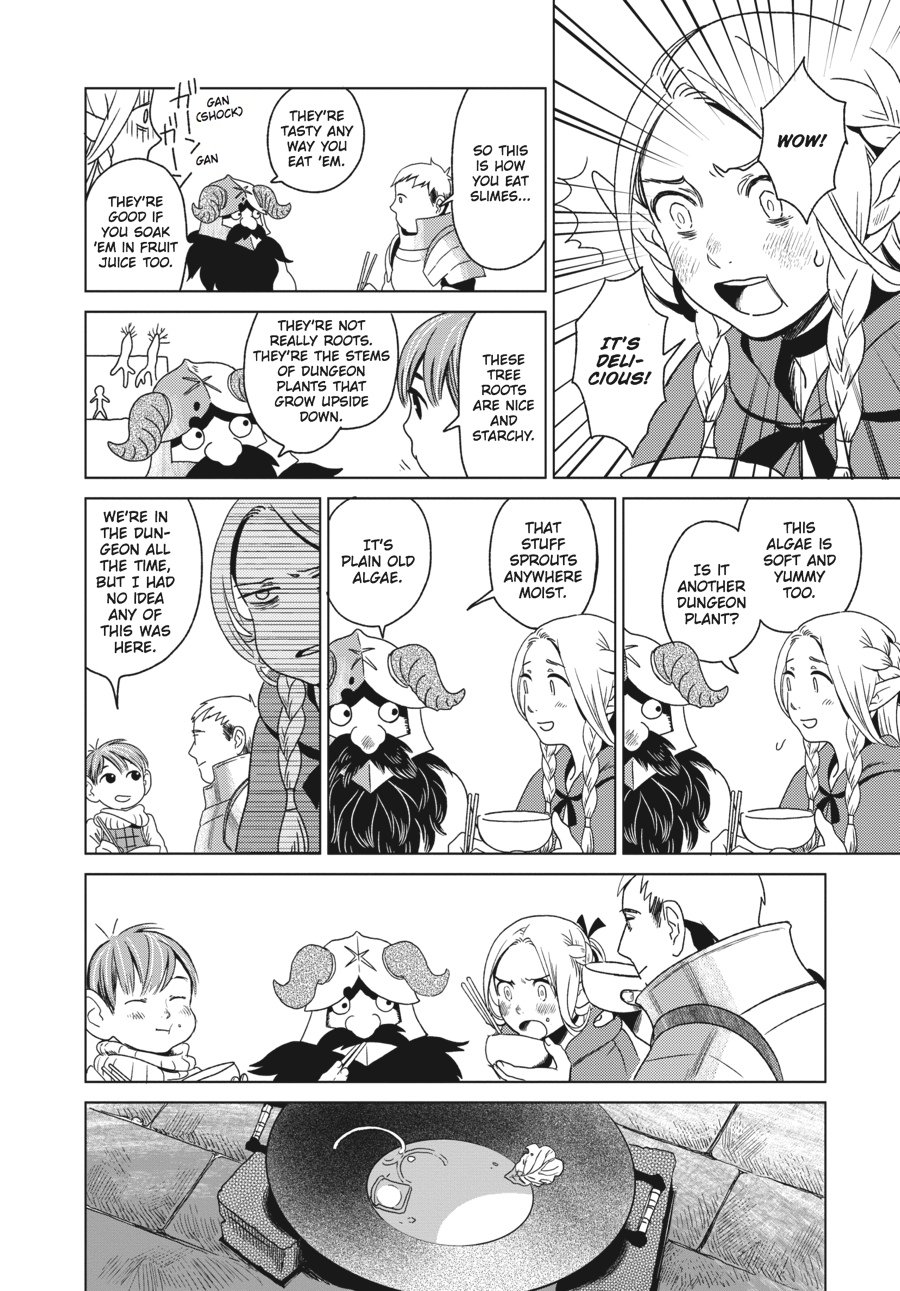 WOW!
IT'S
DELI-
CIOUS!
SO THIS
IS HOW
YOU EAT
SLIMES...
THEY'RE
TASTY ANY
WAY YOU
EAT 'EM.
THEY'RE
GOOD IF
YOU SOAK
'EM IN FRUIT
JUICE TOO.
GAN
(SHOCK)
GAN
THESE
TREE
ROOTS
ARE NICE
AND
STARCHY.
THEY'RE NOT
REALLY ROOTS.
THEY'RE THE STEMS
OF DUNGEON
PLANTS THAT
GROW UPSIDE
DOWN.
THIS
ALGAE IS
SOFT AND
YUMMY
TOO.
IS IT
ANOTHER
DUNGEON
PLANT?
THAT
STUFF
SPROUTS
ANYWHERE
MOIST.
IT'S
PLAIN OLD
ALGAE.
WE'RE IN
THE DUN-
GEON ALL
THE TIME,
BUT I HAD
NO IDEA
ANY OF
THIS WAS
HERE.